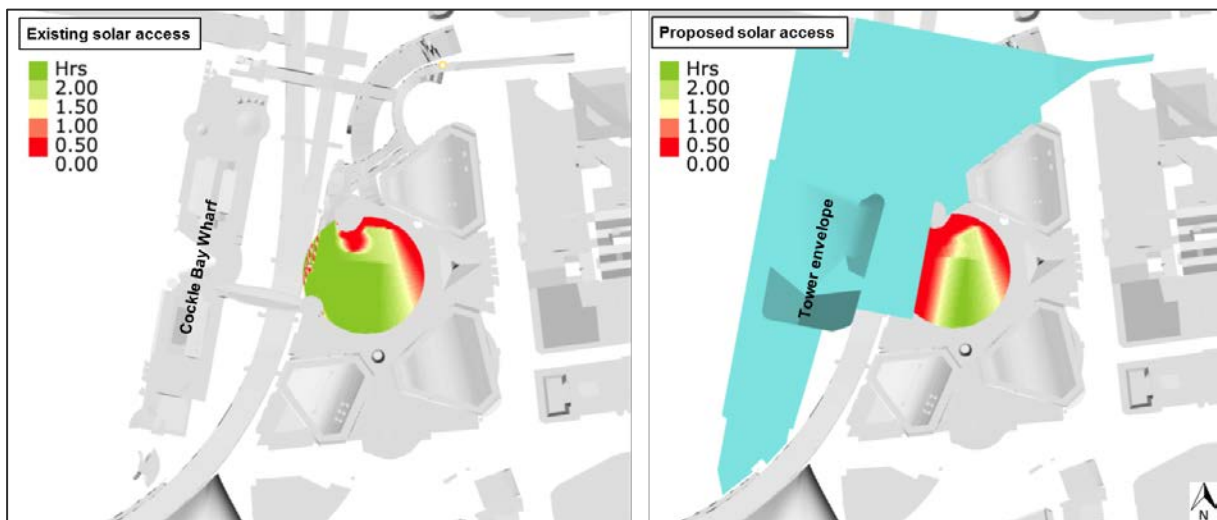 Existing solar access
Hrs
2.00
1.50
1.00
0.50
0.00
Cockle Bay Wharf
Proposed solar access
Hrs
2.00
1.50
1.00
0.50
0.00
Tower envelope
N